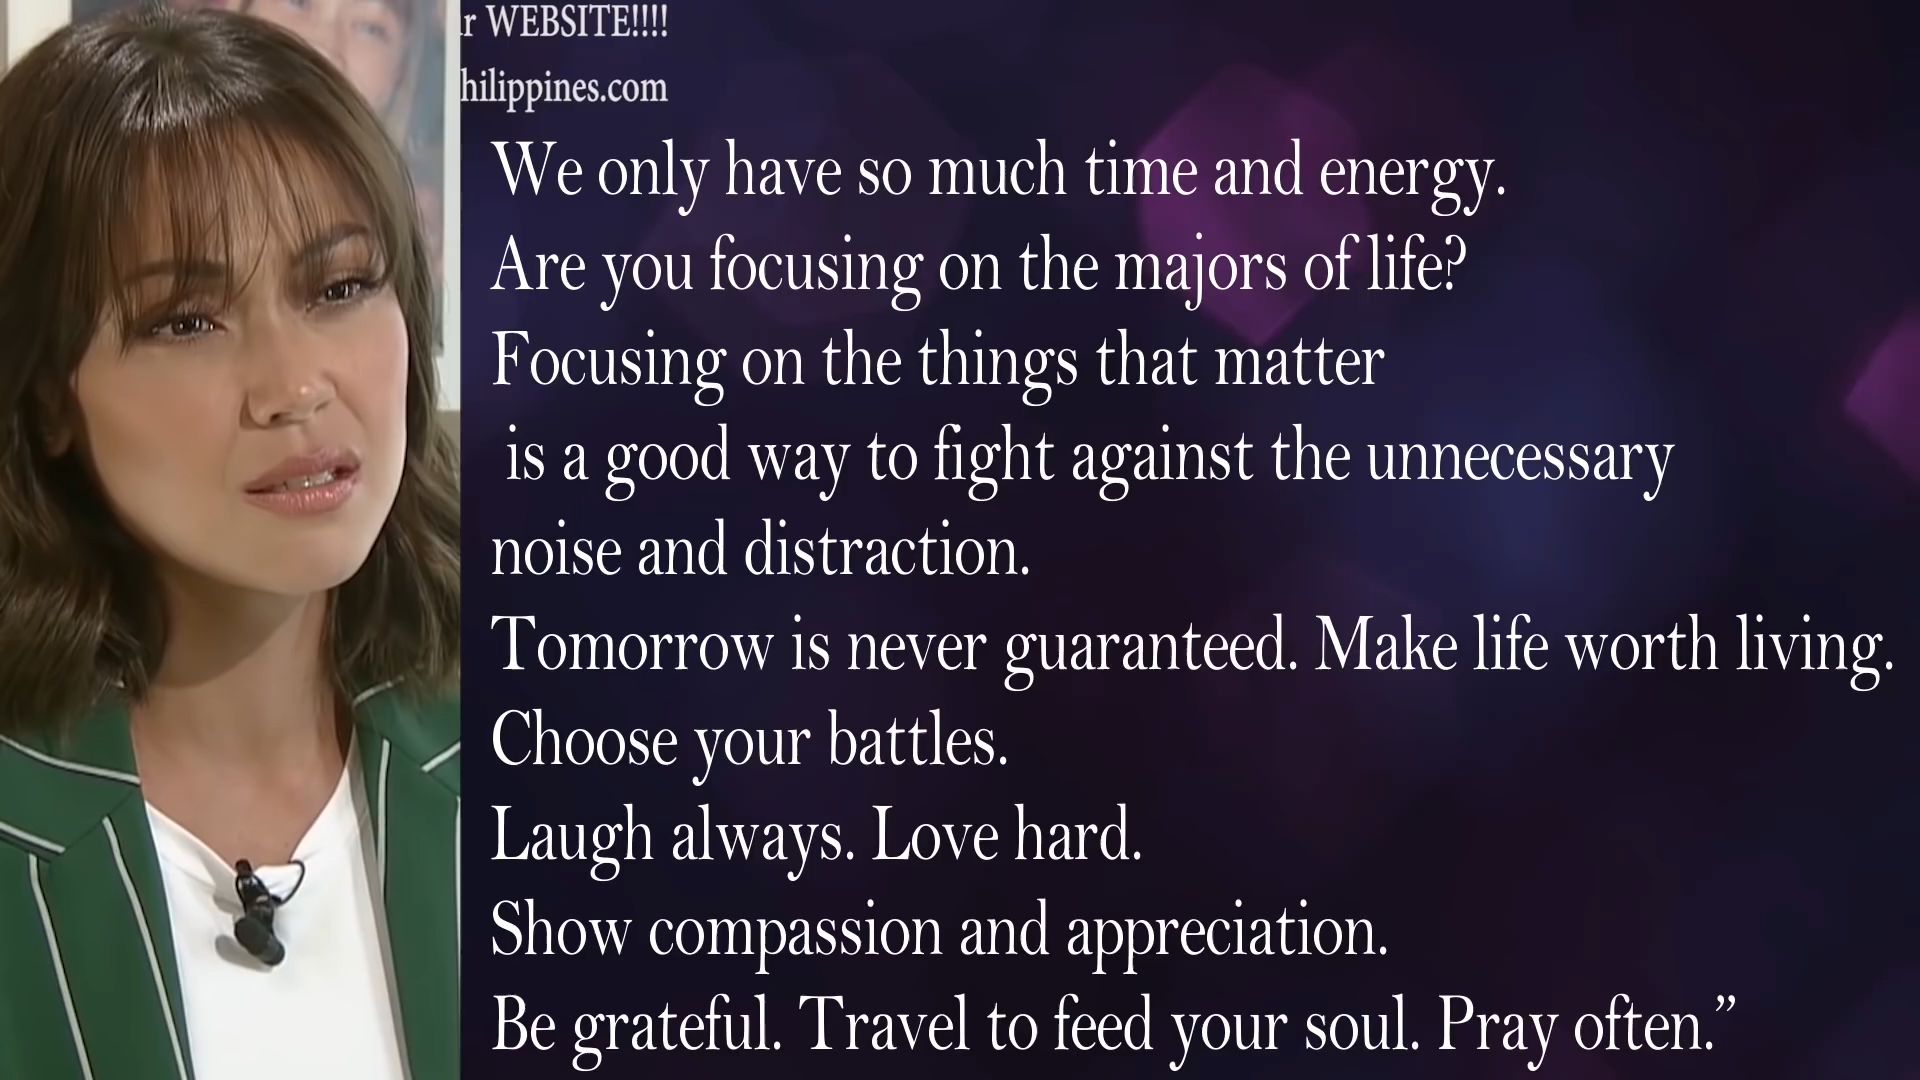 WEBSITE!!!!
We only have so much time and energy.
Are you focusing on the majors of life?
Focusing on the things that matter
is a good way to fight against the unnecessary
noise and distraction.
Tomorrow is never guaranteed. Make life worth living.
Choose your battles.
Laugh always. Love hard.
Show compassion and appreciation.
Be grateful. Travel to feed your soul. Pray often.”